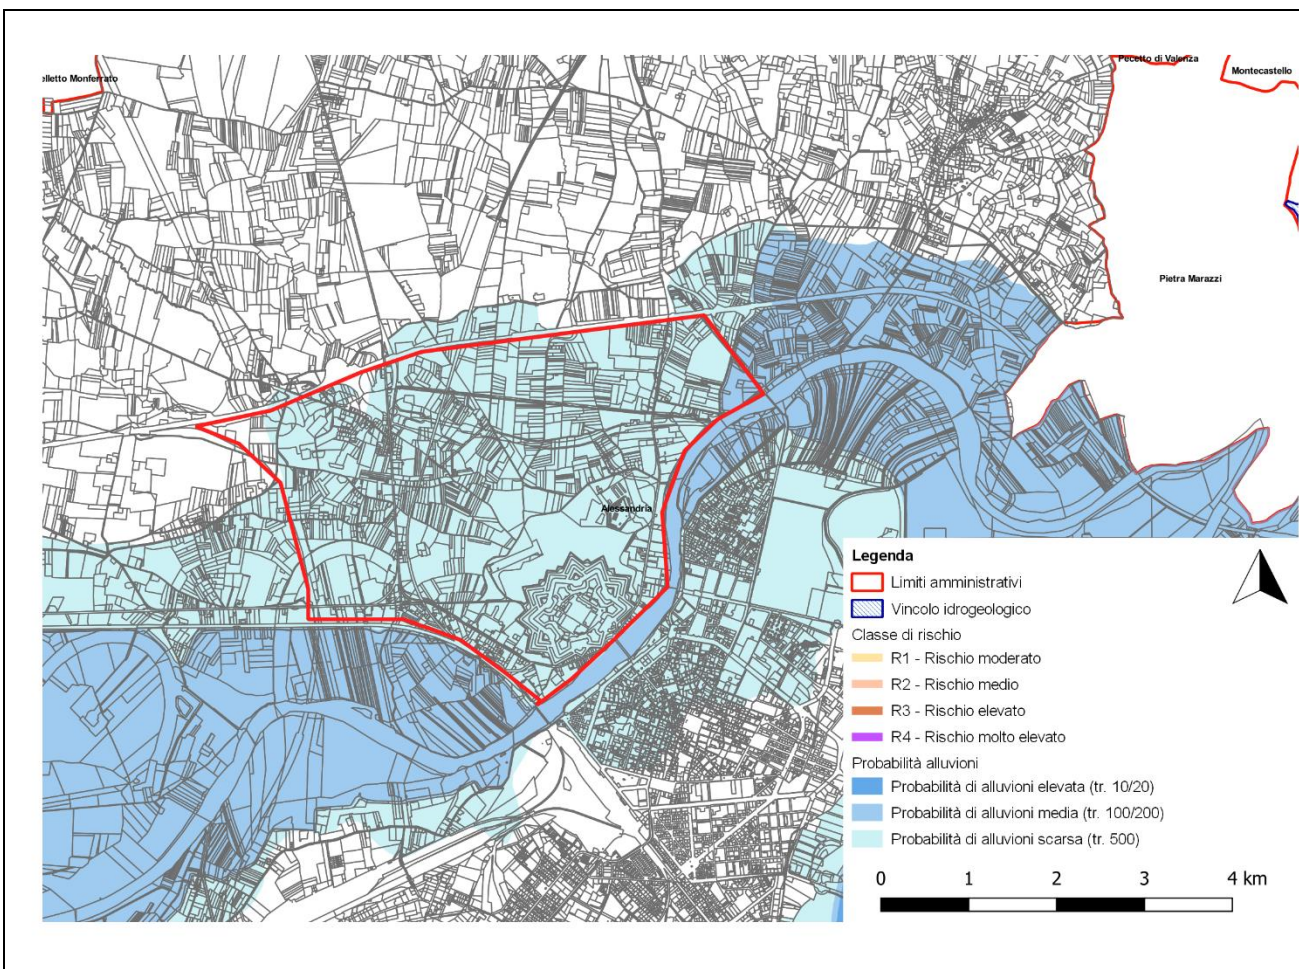 elletto Monferrato
Pecetto di Valenza
Montecastello
Pietra Marazzi
Alessandria
Legenda
Limiti amministrativi
Vincolo idrogeologico
Classe di rischio
R1 - Rischio moderato
R2 - Rischio medio
R3 - Rischio elevato
R4 - Rischio molto elevato
Probabilità alluvioni
Probabilità di alluvioni elevata (tr. 10/20)
Probabilità di alluvioni media (tr. 100/200)
Probabilità di alluvioni scarsa (tr. 500)
0 1 2 3 4 km